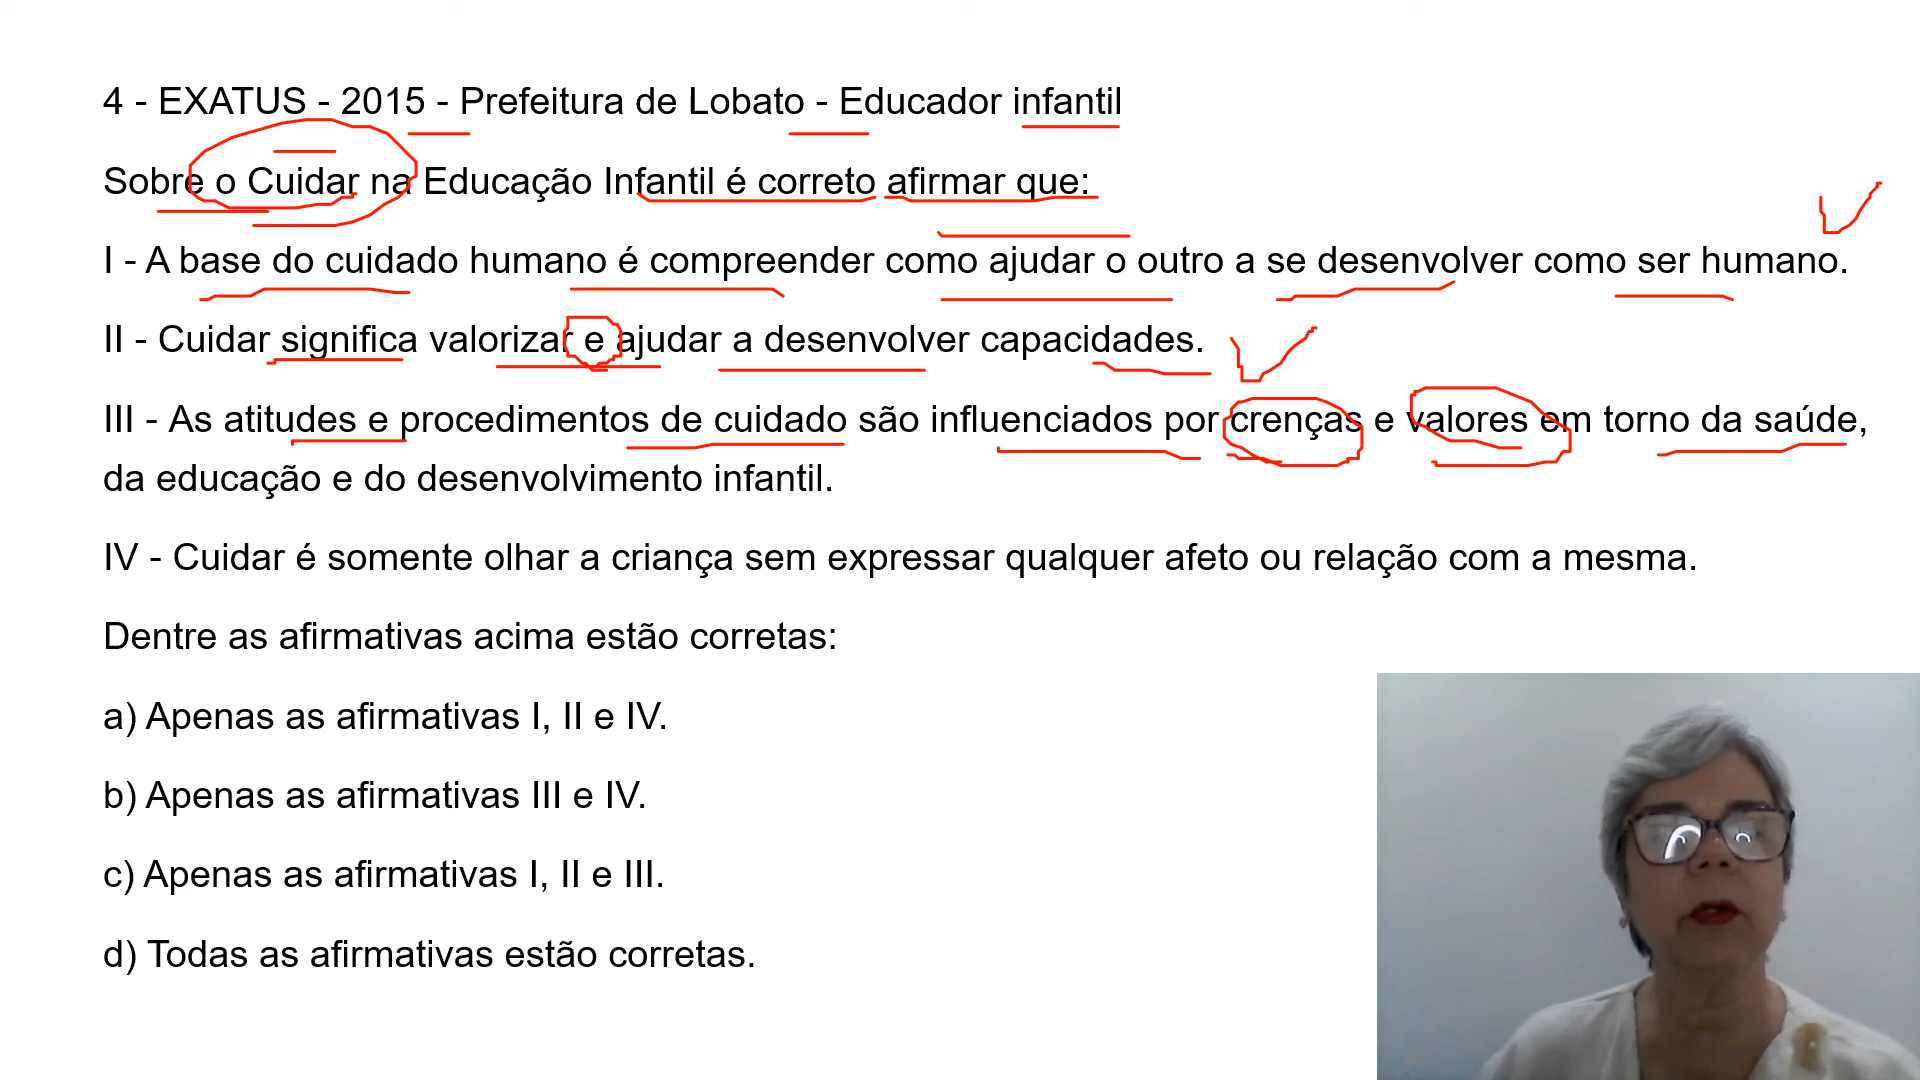 4 - EXATUS - 2015 - Prefeitura de Lobato - Educador infantil
Sobre o Cuidar na Educação Infantil é correto afirmar que:
I - A base do cuidado humano é compreender como ajudar o outro a se desenvolver como ser humano.
II - Cuidar significa valorizar e ajudar a desenvolver capacidades.
III - As atitudes e procedimentos de cuidado são influenciados por crenças e valores em torno da saúde,
da educação e do desenvolvimento infantil.
IV - Cuidar é somente olhar a criança sem expressar qualquer afeto ou relação com a mesma.
Dentre as afirmativas acima estão corretas:
a) Apenas as afirmativas I, II e IV.
b) Apenas as afirmativas III e IV.
c) Apenas as afirmativas I, II e III.
d) Todas as afirmativas estão corretas.